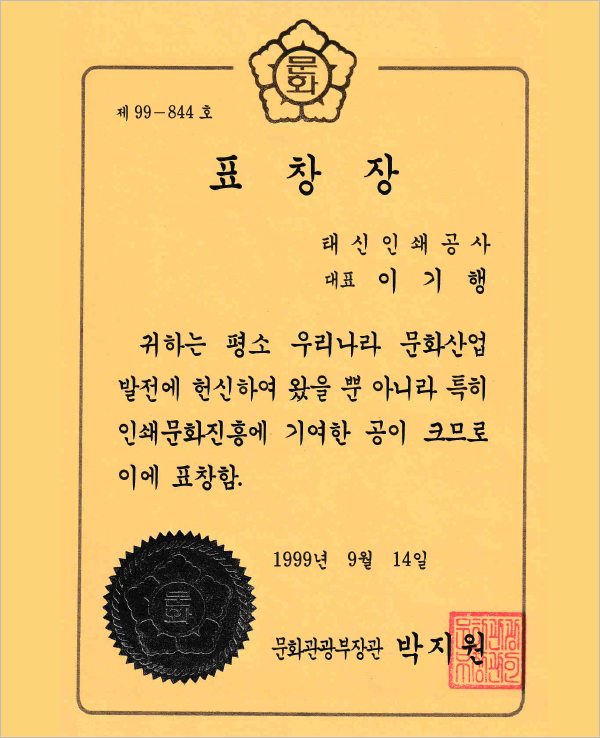 문화
제 99-844 호
표 창 장
태신인쇄공사
대표 이 기 행
귀하는 평소 우리나라 문화산업
발전에 헌신하여 왔을 뿐 아니라 특히
인쇄문화진흥에 기여한 공이 크므로
이에 표창함.
1999년 9월 14일
문화
문화관광부장관 박지원